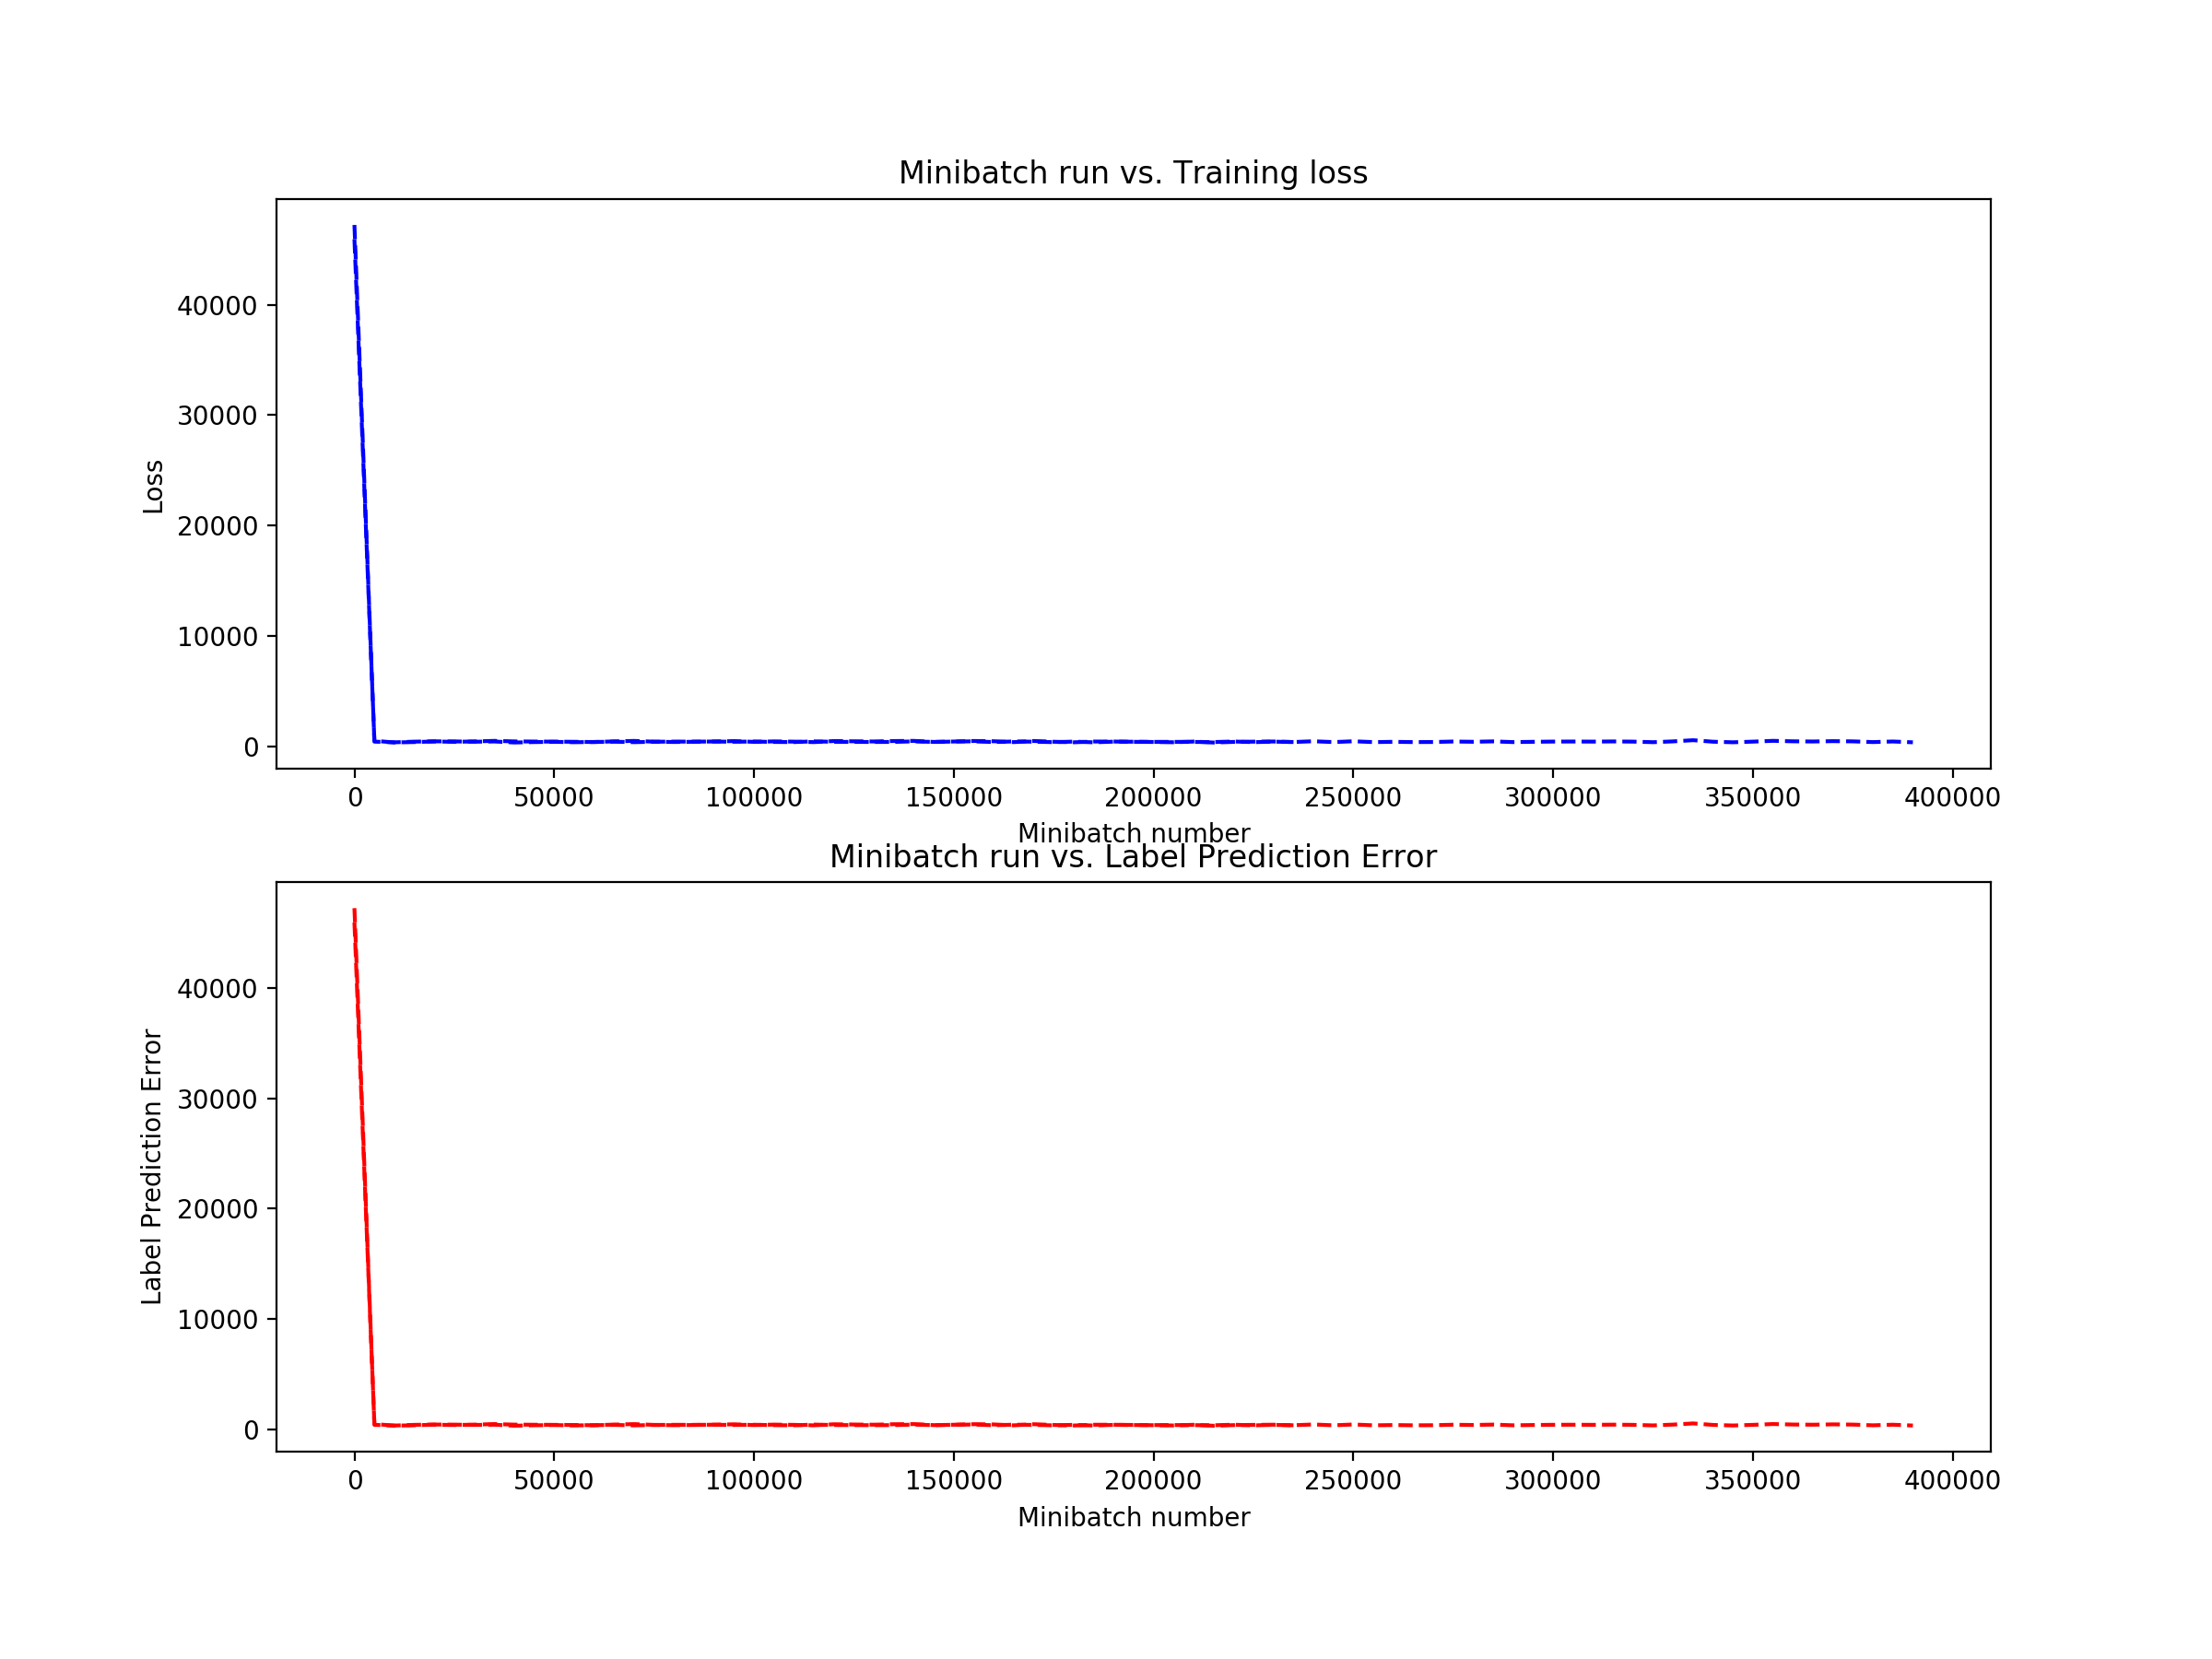 Minibatch run vs. Training loss
40000
30000
20000
10000
0
Loss
0 50000 100000 150000 200000 250000 300000 350000 400000
Minibatch number
Minibatch run vs. Label Prediction Error
40000
30000
20000
10000
0
Label Prediction Error
0 50000 100000 150000 200000 250000 300000 350000 400000
Minibatch number